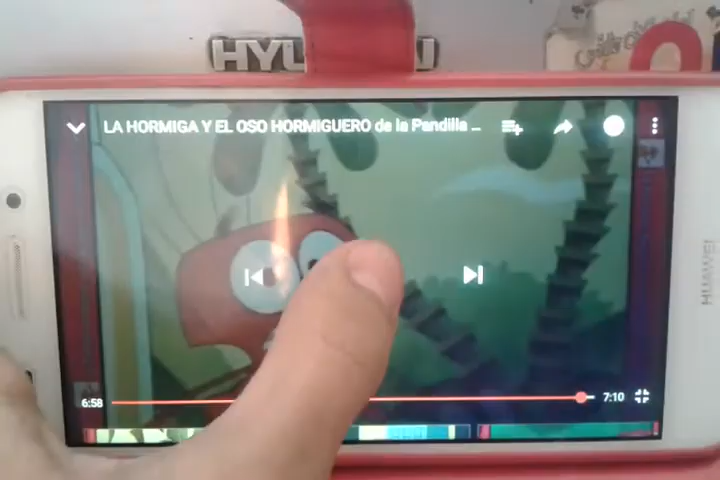 HYU N
LA HORMIGA Y EL OSO HORMIGUERO de la Pandilla ...
6:58
7:10
HUAWEI